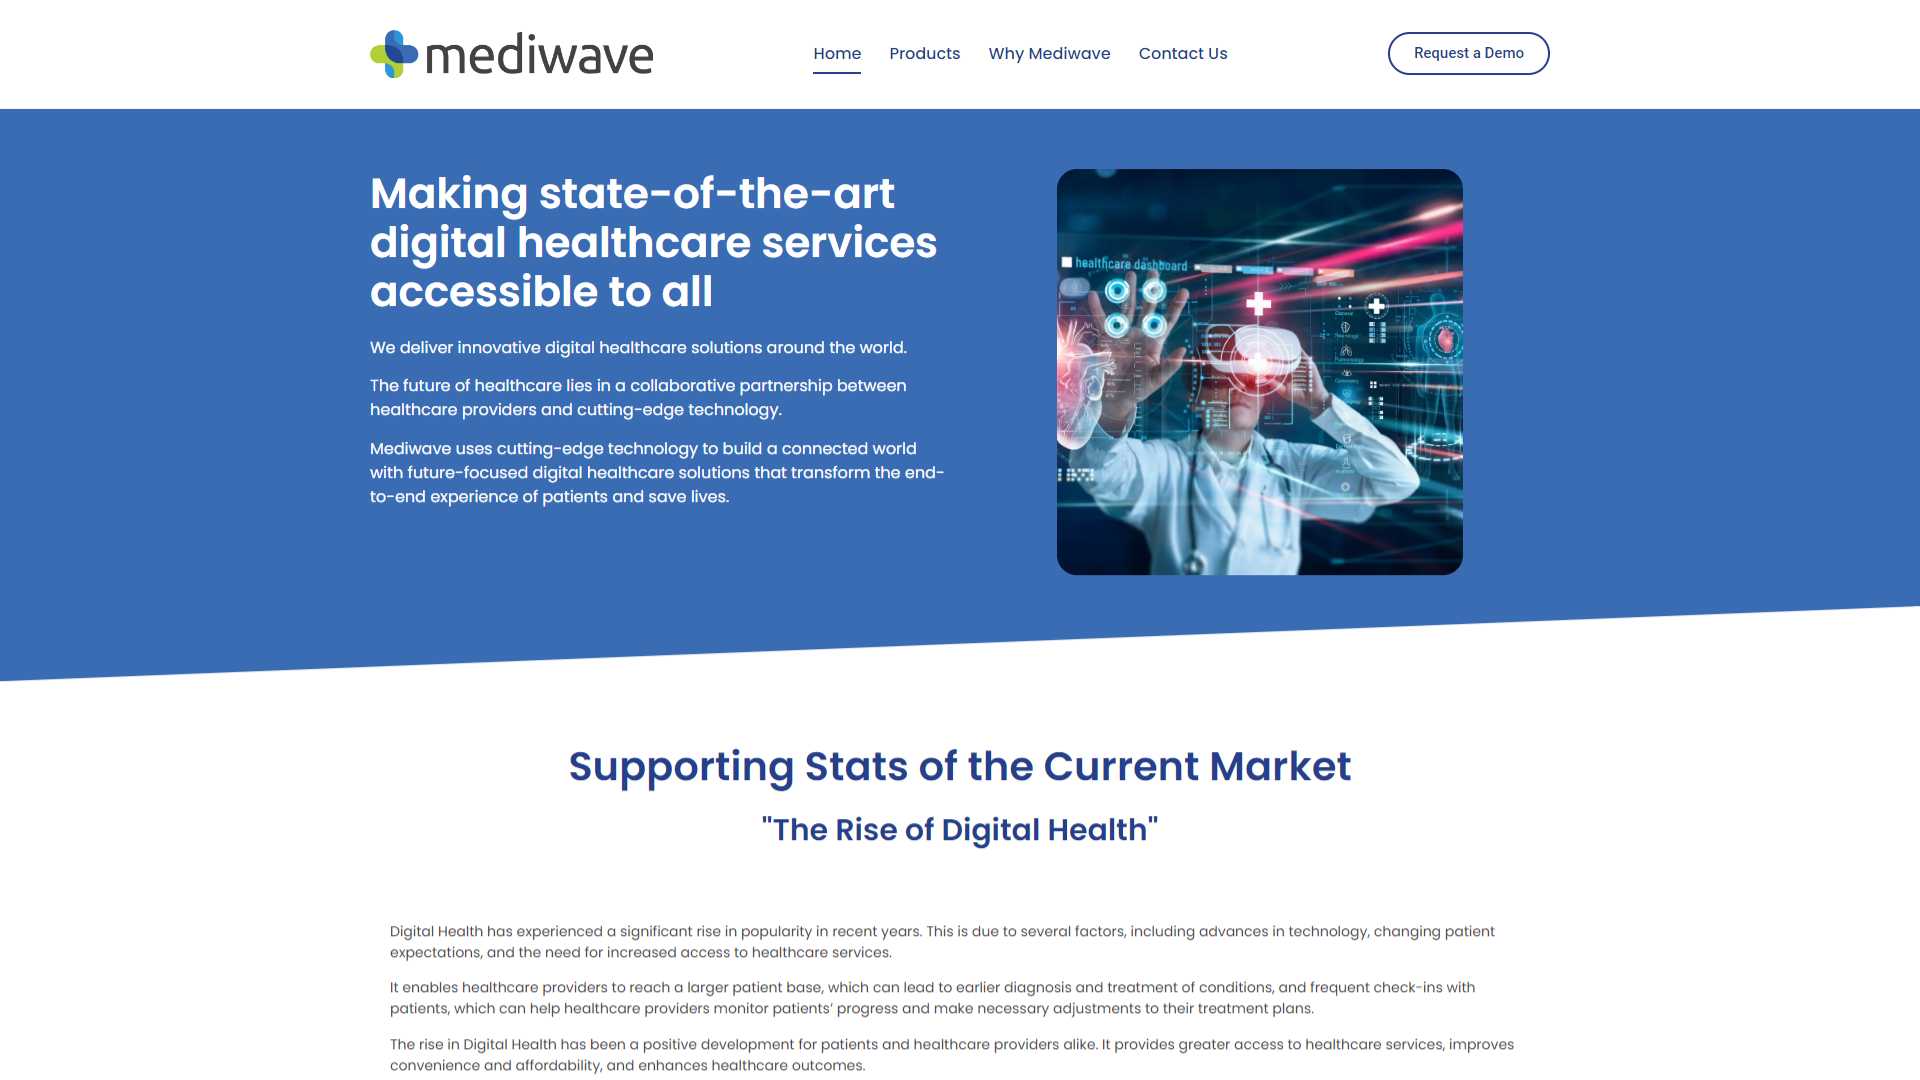 mediwave
Home Products Why Mediwave Contact Us
Request a Demo
Making state-of-the-art
digital healthcare services
accessible to all
We deliver innovative digital healthcare solutions around the world.
The future of healthcare lies in a collaborative partnership between
healthcare providers and cutting-edge technology.
Mediwave uses cutting-edge technology to build a connected world
with future-focused digital healthcare solutions that transform the end-
to-end experience of patients and save lives.
healthcare dashboard
Supporting Stats of the Current Market
"The Rise of Digital Health"
Digital Health has experienced a significant rise in popularity in recent years. This is due to several factors, including advances in technology, changing patient
expectations, and the need for increased access to healthcare services.
It enables healthcare providers to reach a larger patient base, which can lead to earlier diagnosis and treatment of conditions, and frequent check-ins with
patients, which can help healthcare providers monitor patients’ progress and make necessary adjustments to their treatment plans.
The rise in Digital Health has been a positive development for patients and healthcare providers alike. It provides greater access to healthcare services, improves
convenience and affordability, and enhances healthcare outcomes.